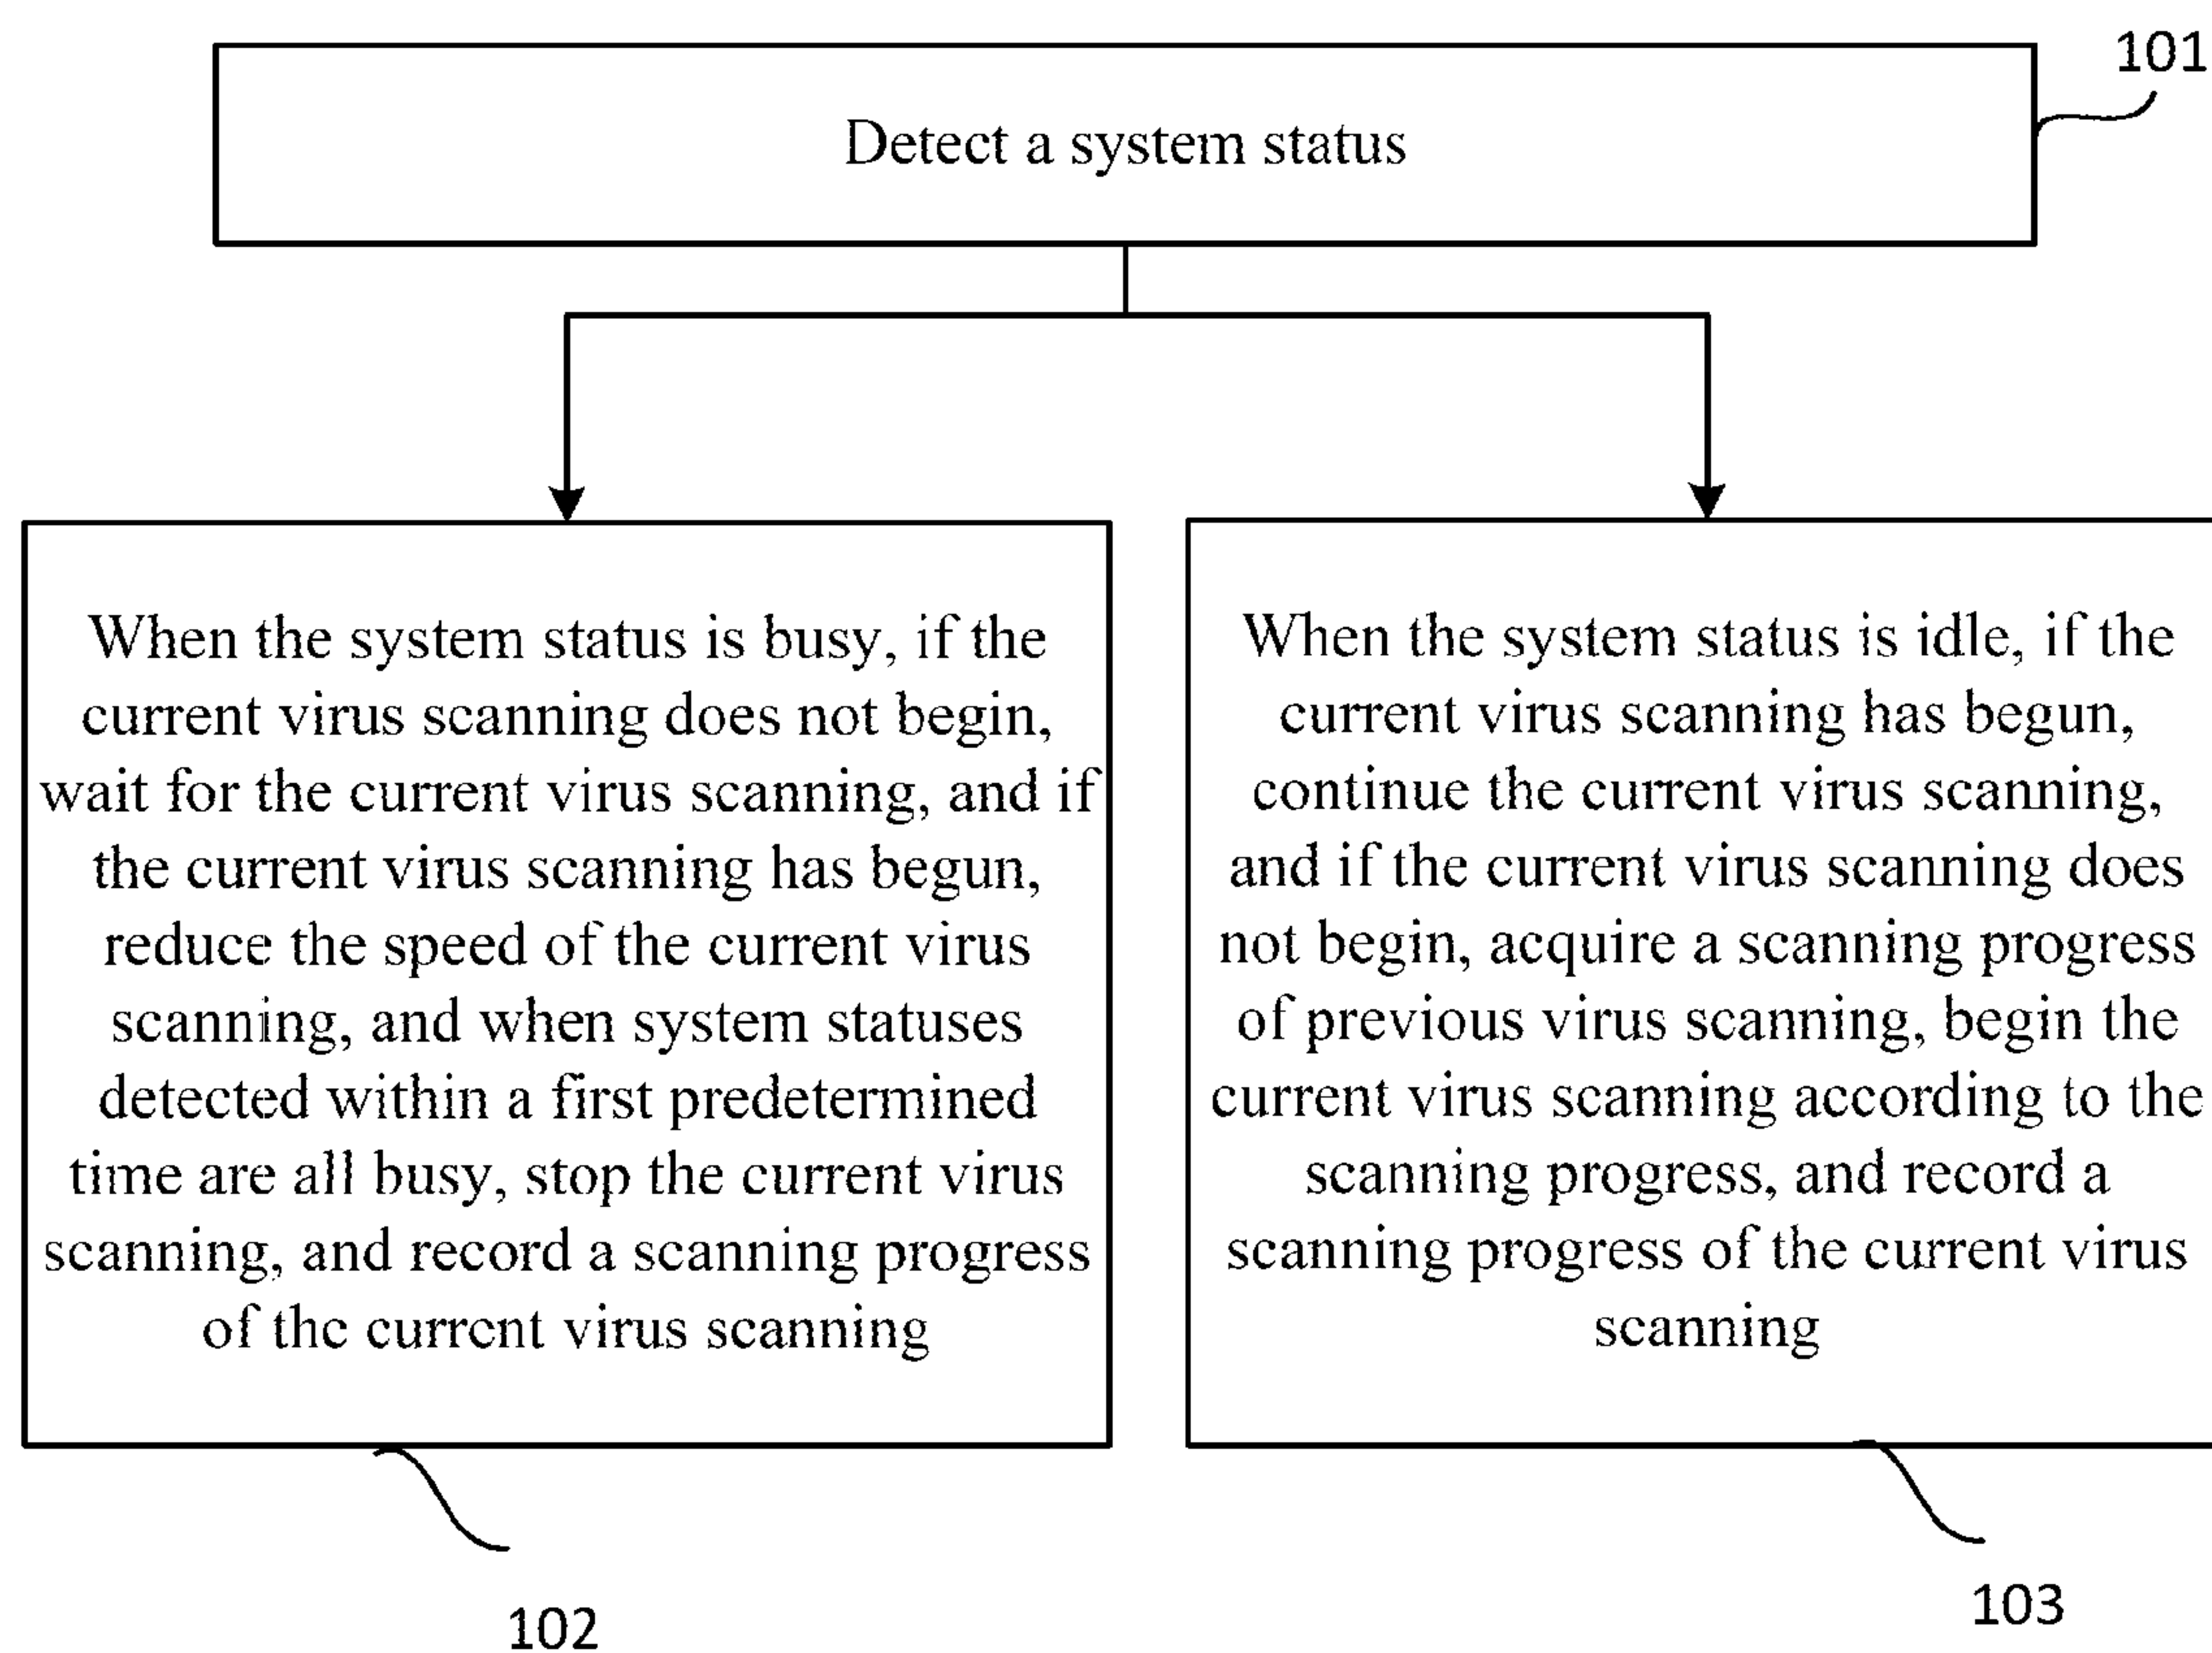 101
Detect a system status
When the system status is busy, if the
current virus scanning does not begin,
wait for the current virus scanning, and if
the current virus scanning has begun,
reduce the speed of the current virus
scanning, and when system statuses
detected within a first predetermined
time are all busy, stop the current virus
scanning, and record a scanning progress
of the current virus scanning
When the system status is idle, if the
current virus scanning has begun,
continue the current virus scanning,
and if the current virus scanning does
not begin, acquire a scanning progress
of previous virus scanning, begin the
current virus scanning according to the
scanning progress, and record a
scanning progress of the current virus
scanning
102
103